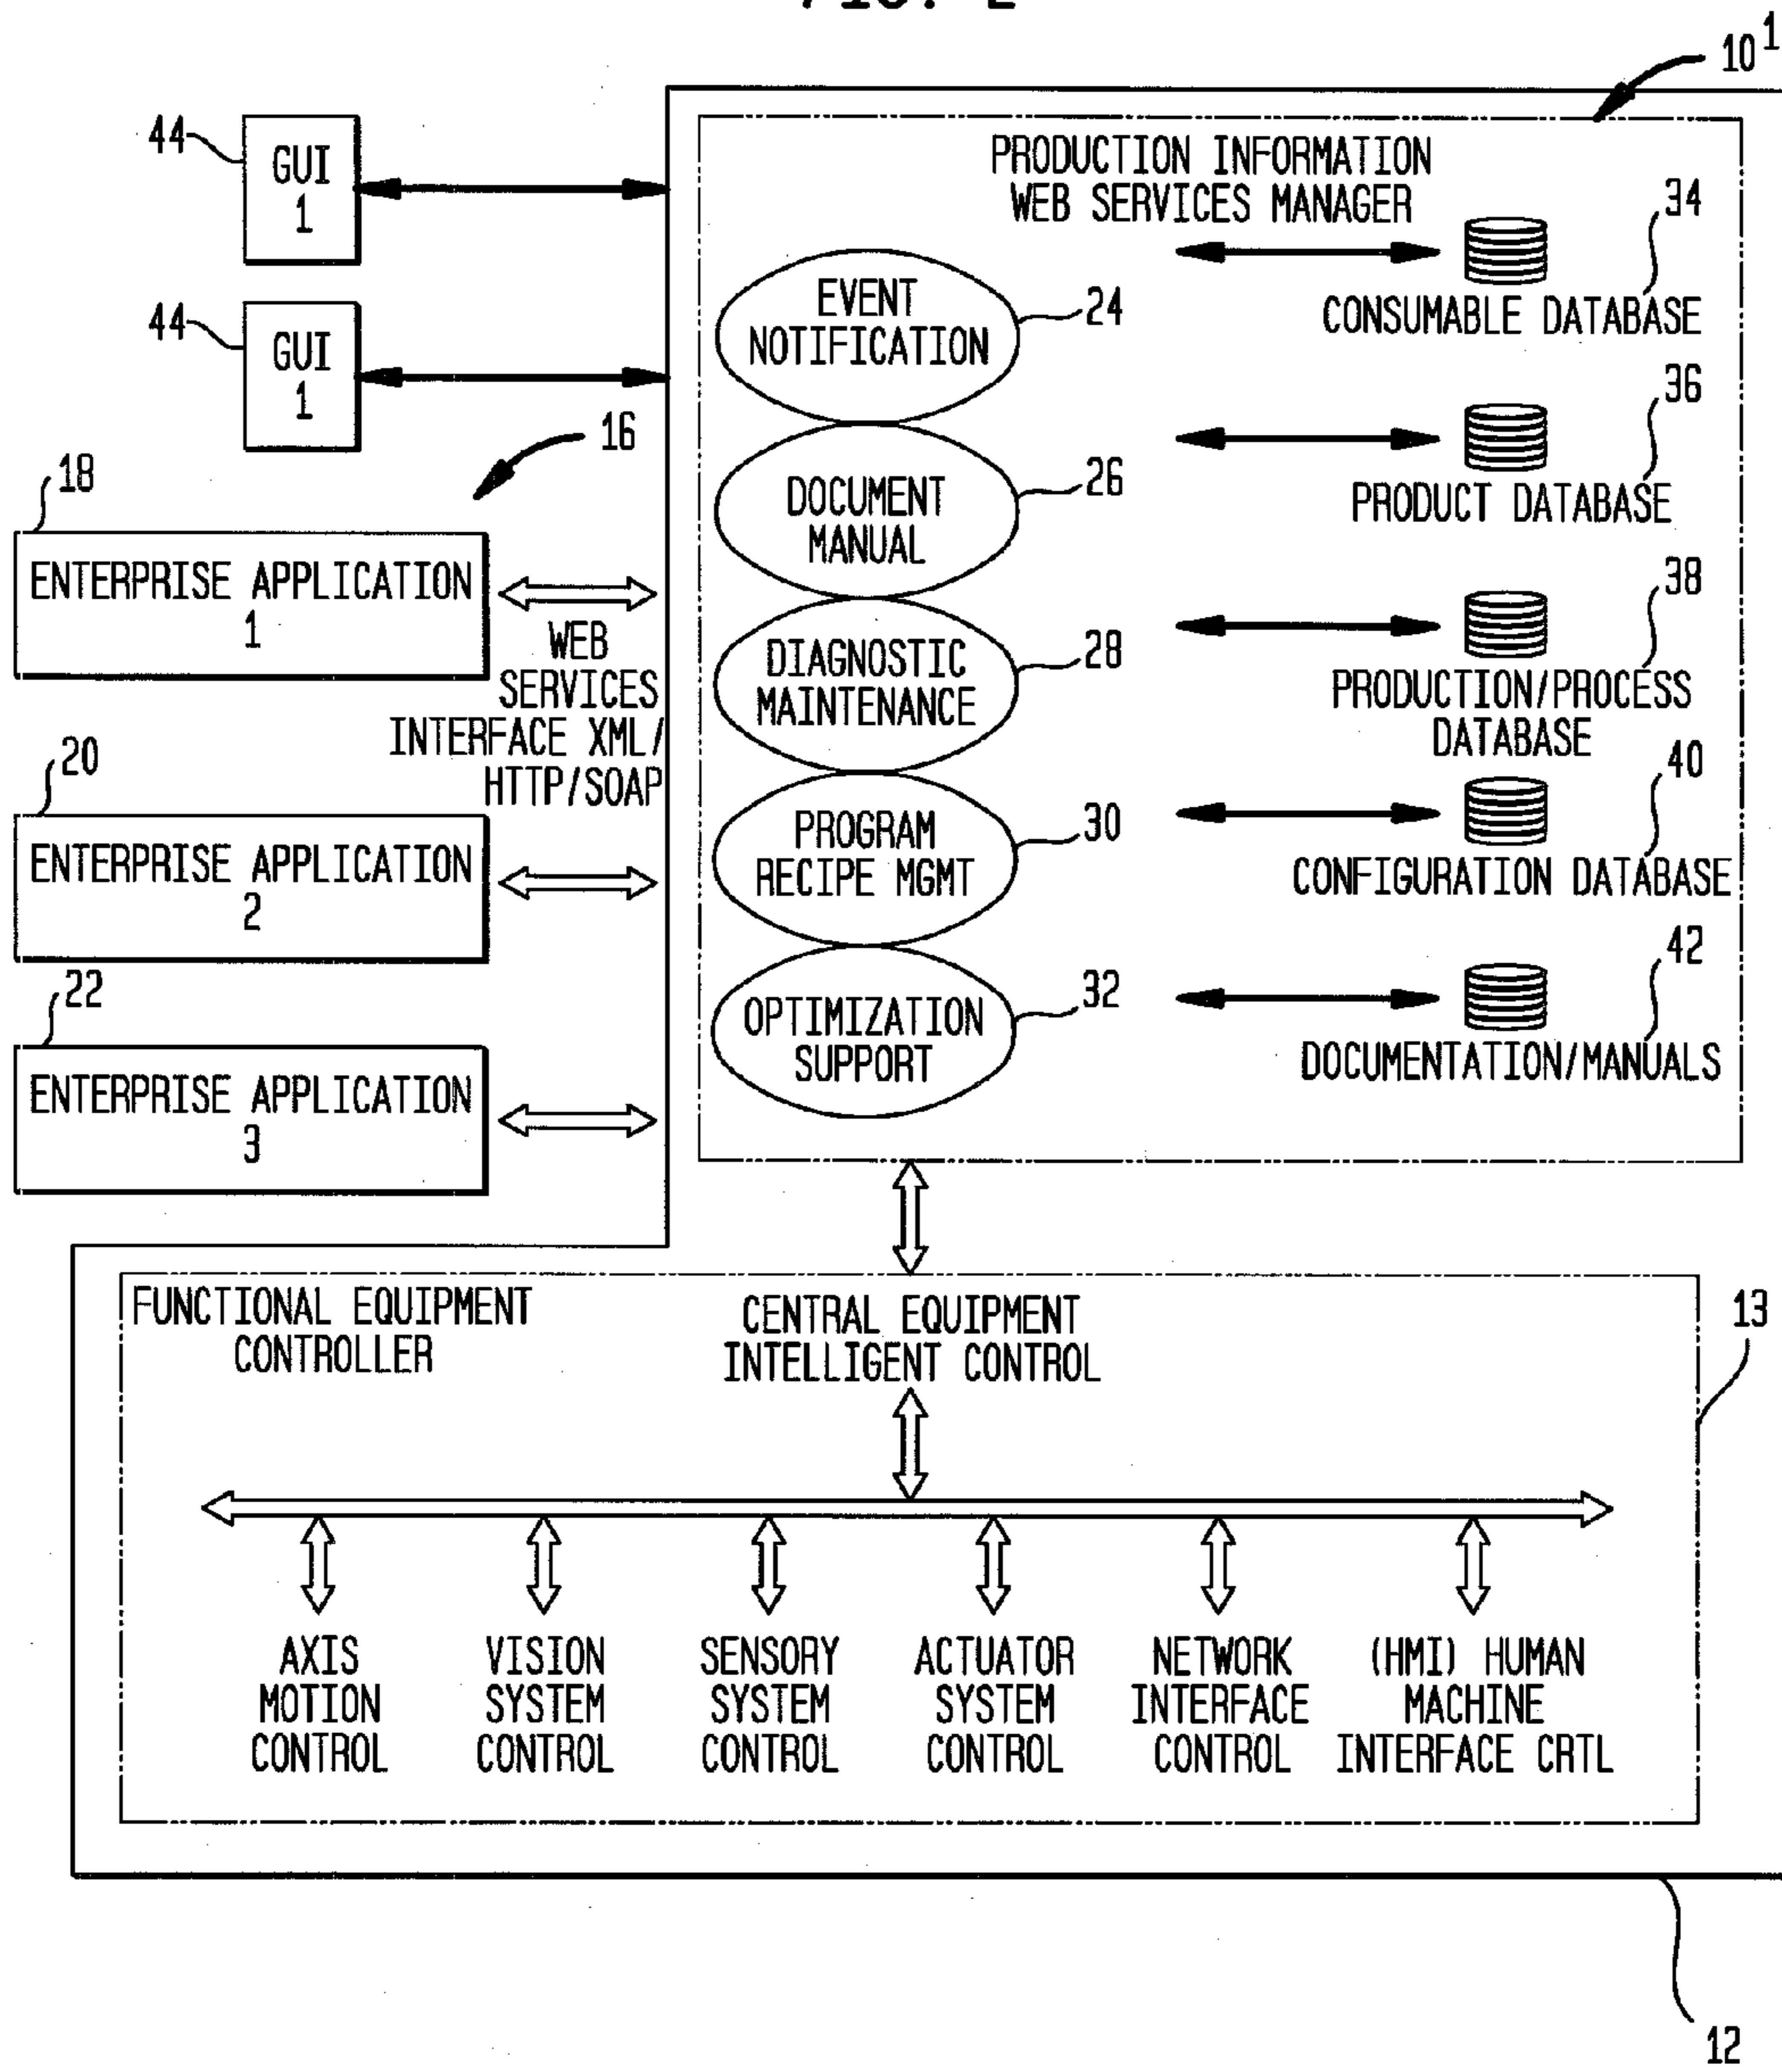 10 1
44
GUI
1
44
GUI
1
16
18
ENTERPRISE APPLICATION
1
WEB
SERVICES
INTERFACE XML/
HTTP/SOAP
20
ENTERPRISE APPLICATION
2
22
ENTERPRISE APPLICATION
3
PRODUCTION INFORMATION
WEB SERVICES MANAGER
EVENT
NOTIFICATION
24
DOCUMENT
MANUAL
26
DIAGNOSTIC
MAINTENANCE
28
PROGRAM
RECIPE MGMT
30
OPTIMIZATION
SUPPORT
32
34
CONSUMABLE DATABASE
36
PRODUCT DATABASE
38
PRODUCTION/PROCESS
DATABASE
40
CONFIGURATION DATABASE
42
DOCUMENTATION/MANUALS
FUNCTIONAL EQUIPMENT
CONTROLLER
CENTRAL EQUIPMENT
INTELLIGENT CONTROL
13
AXIS
MOTION
CONTROL
VISION
SYSTEM
CONTROL
SENSORY
SYSTEM
CONTROL
ACTUATOR
SYSTEM
CONTROL
NETWORK
INTERFACE
CONTROL
(HMI) HUMAN
MACHINE
INTERFACE CRTL
12